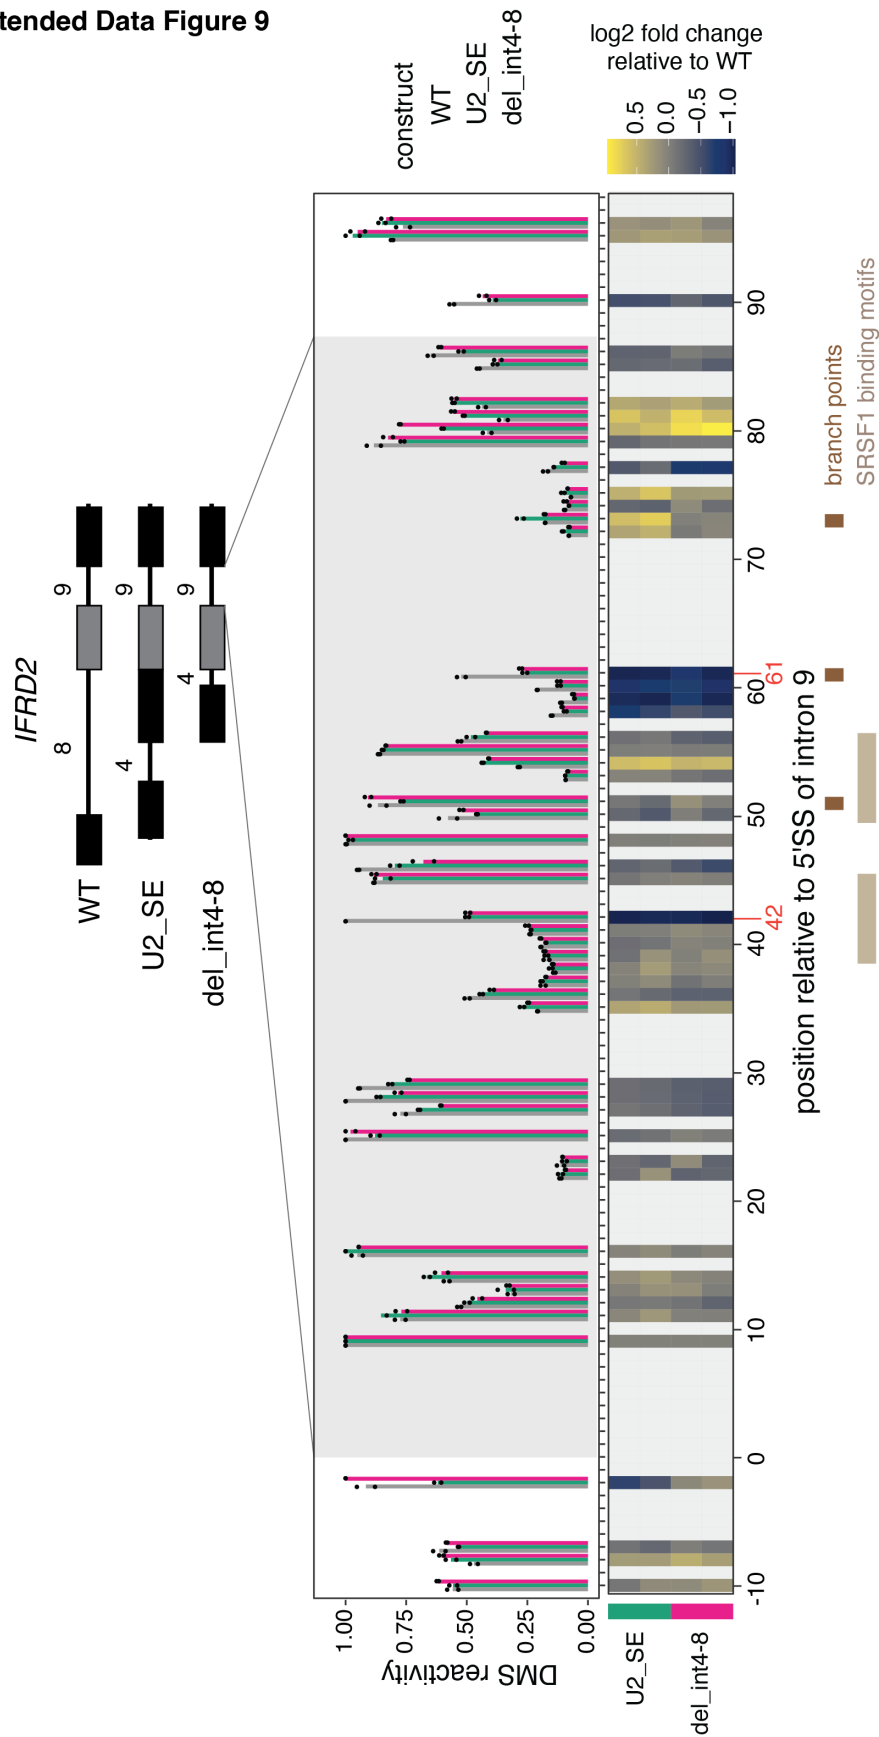 tended Data Figure 9
IFRD2
WT
8
9
U2_SE
4
9
del_int4-8
4
9
construct
WT
U2_SE
del_int4-8
DMS reactivity
1.00
0.75
0.50
0.25
0.00
log2 fold change
relative to WT
0.5
0.0
−0.5
−1.0
U2_SE
del_int4-8
-10
0
10
20
30
40
50
60
70
80
90
42
61
position relative to 5'SS of intron 9
branch points
SRSF1 binding motifs